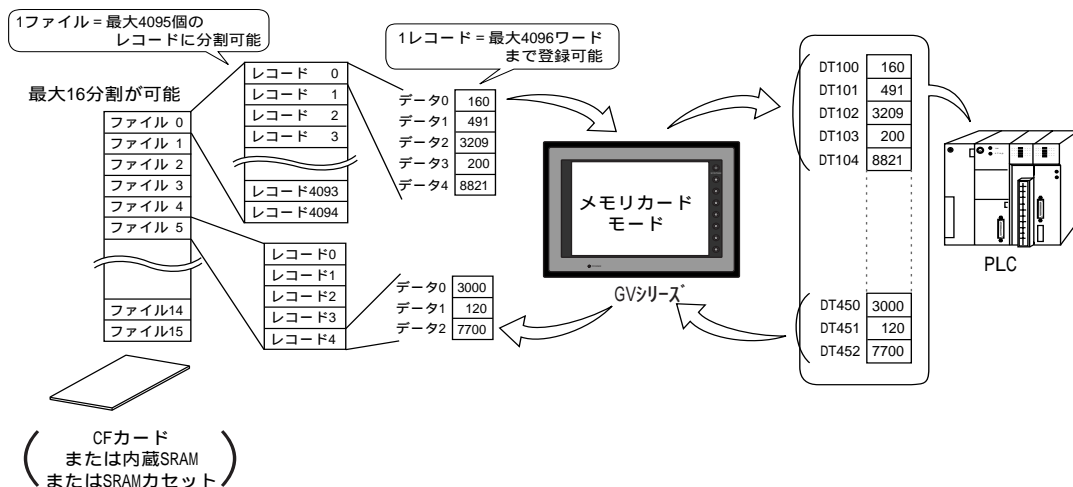 1ファイル＝最大4095個の
レコードに分割可能
1レコード＝最大4096ワード
まで登録可能
最大16分割が可能
ファイル 0
ファイル 1
ファイル 2
ファイル 3
ファイル 4
ファイル 5
ファイル14
ファイル15
レコード 0
レコード 1
レコード 2
レコード 3
レコード4093
レコード4094
データ0 160
データ1 491
データ2 3209
データ3 200
データ4 8821
レコード0
レコード1
レコード2
レコード3
レコード4
データ0 3000
データ1 120
データ2 7700
メモリカード
モード
GVシリーズ
DT100 160
DT101 491
DT102 3209
DT103 200
DT104 8821
DT450 3000
DT451 120
DT452 7700
PLC
CFカード
または内蔵SRAM
またはSRAMカセット